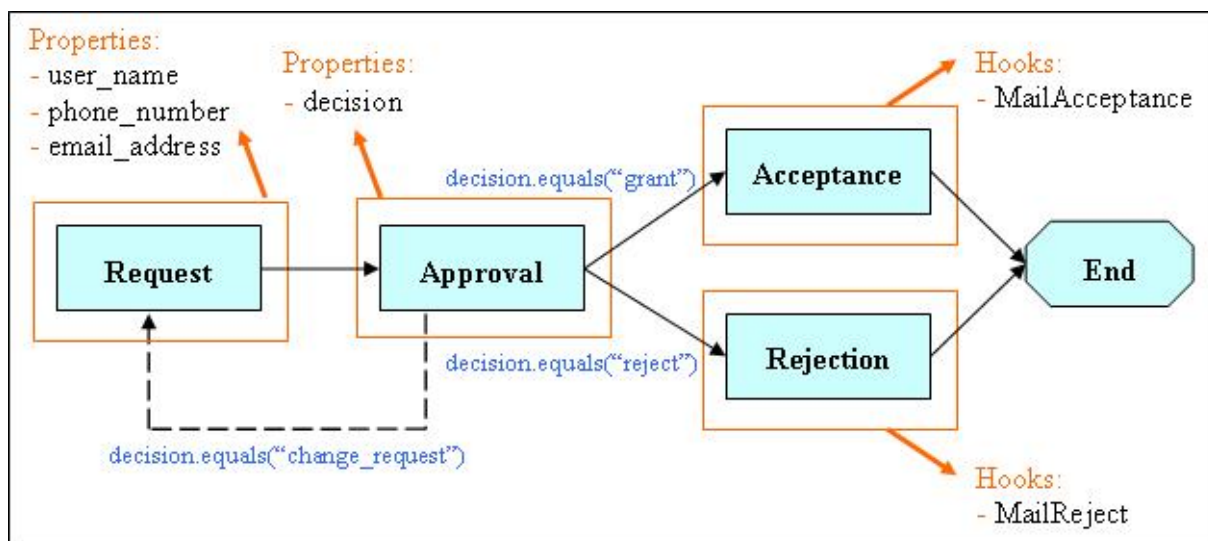 Properties:
- user_name
- phone_number
- email_address
Properties:
- decision
Hooks:
- MailAcceptance
decision.equals(“grant”)
Acceptance
Request
Approval
End
decision.equals(“reject”)
Rejection
decision.equals(“change_request”)
Hooks:
- MailReject